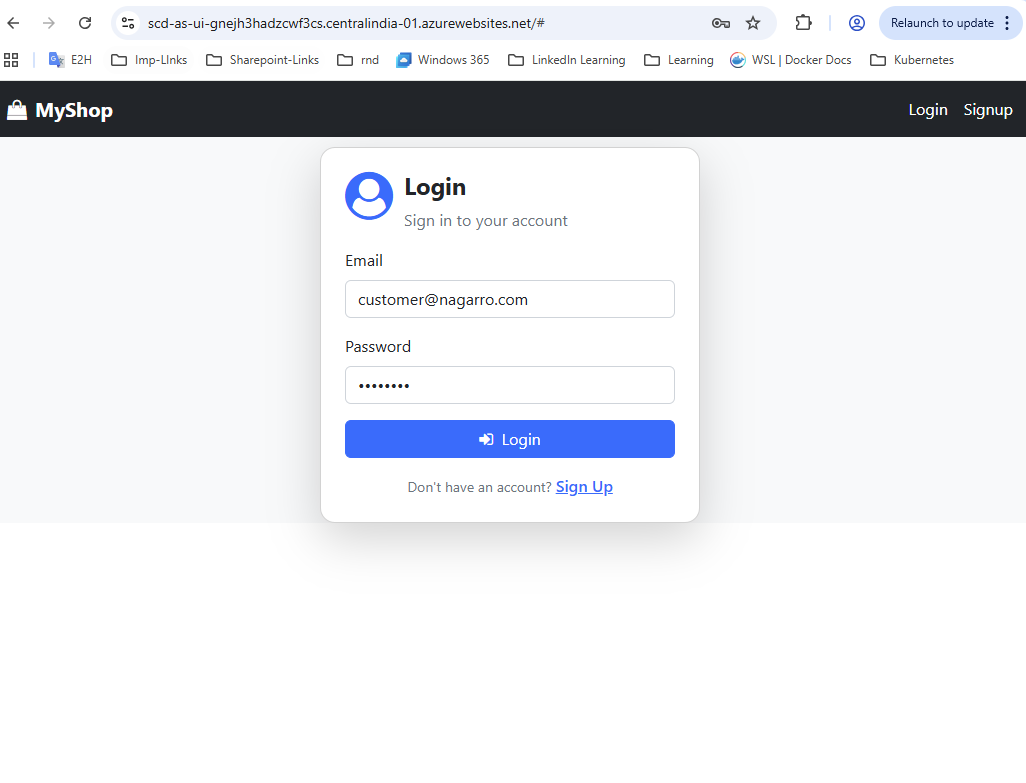 scd-as-ui-gnejh3hadzcwf3cs.centralindia-01.azurewebsites.net/#
Relaunch to update
E2H
Imp-LInks
Sharepoint-Links
rnd
Windows 365
LinkedIn Learning
Learning
WSL | Docker Docs
Kubernetes
MyShop
Login
Signup
Login
Sign in to your account
Email
customer@nagarro.com
Password
••••••••
Login
Don't have an account? Sign Up